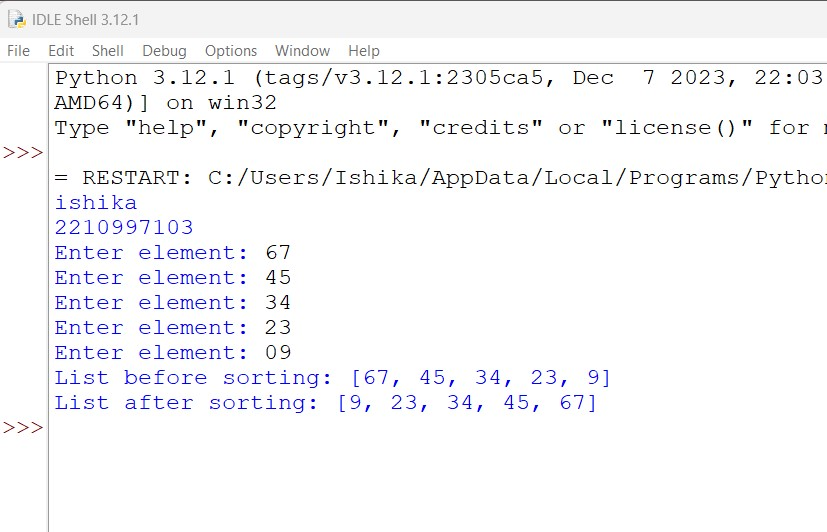 IDLE Shell 3.12.1
File Edit Shell Debug Options Window Help
Python 3.12.1 (tags/v3.12.1:2305ca5, Dec  7 2023, 22:03
AMD64)] on win32
Type "help", "copyright", "credits" or "license()" for
>>>
= RESTART: C:/Users/Ishika/AppData/Local/Programs/Pytho
ishika
2210997103
Enter element: 67
Enter element: 45
Enter element: 34
Enter element: 23
Enter element: 09
List before sorting: [67, 45, 34, 23, 9]
List after sorting: [9, 23, 34, 45, 67]
>>>